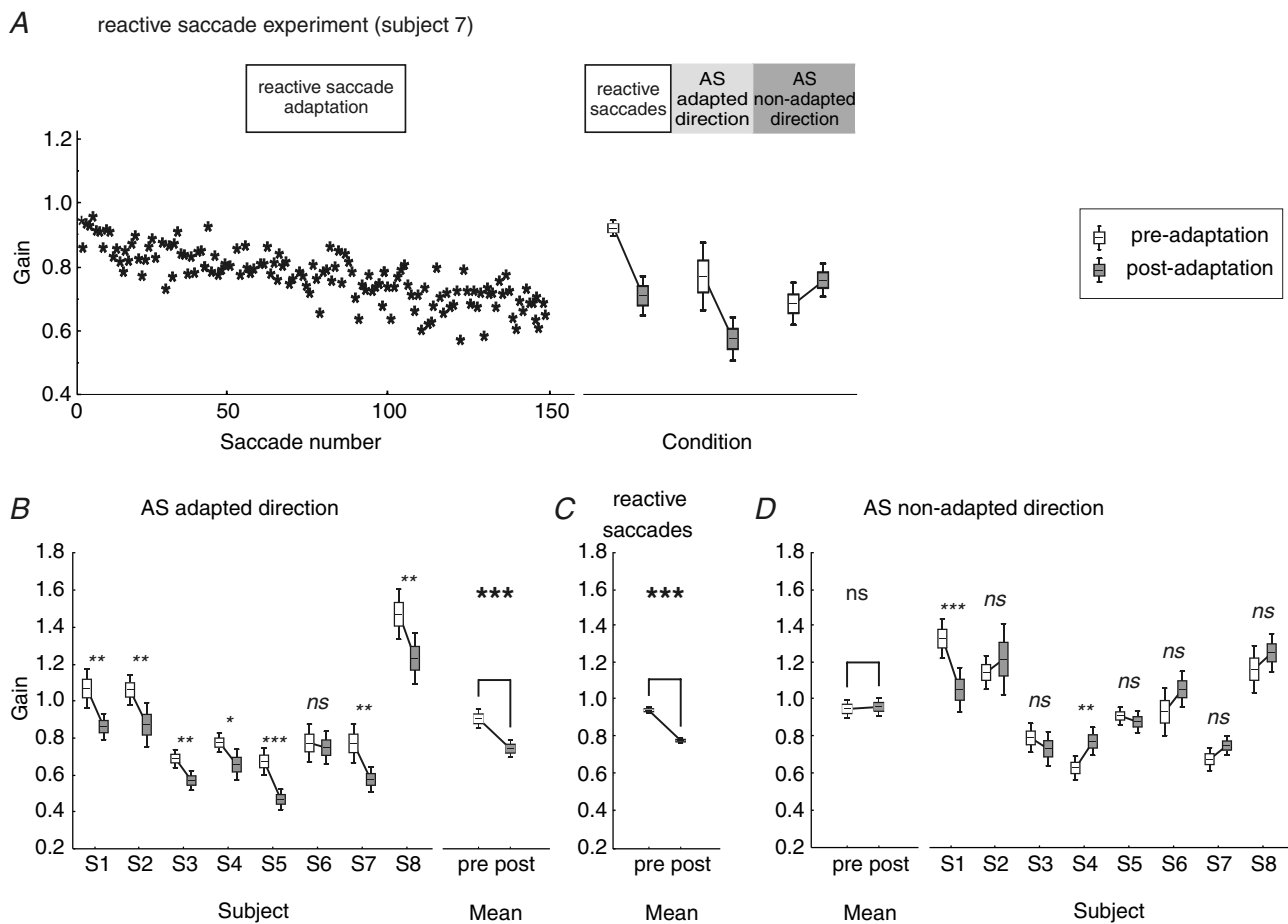 A reactive saccade experiment (subject 7)
reactive saccade
adaptation
reactive
saccades
AS
adapted
direction
AS
non-adapted
direction
1.2
1.0
0.8
0.6
0.4
Gain
0
50
100
150
Saccade number
Condition
pre-adaptation
post-adaptation
B AS adapted direction
1.8
1.6
1.4
1.2
1.0
0.8
0.6
0.4
0.2
Gain
**
**
**
*
***
ns
**
**
S1 S2 S3 S4 S5 S6 S7 S8
Subject
***
pre post
Mean
C reactive
saccades
1.8
1.6
1.4
1.2
1.0
0.8
0.6
0.4
0.2
***
pre post
Mean
D AS non-adapted direction
1.8
1.6
1.4
1.2
1.0
0.8
0.6
0.4
0.2
ns
pre post
Mean
***
ns
ns
**
ns
ns
ns
ns
S1 S2 S3 S4 S5 S6 S7 S8
Subject